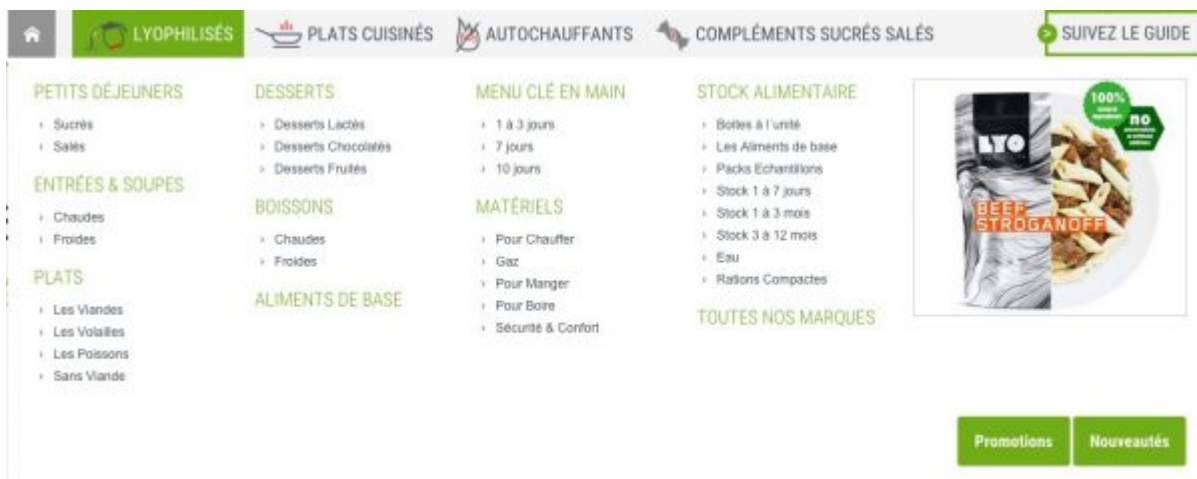 LYOPHILISÉS
PLATS CUISINÉS
AUTOCHAUFFANTS
COMPLÉMENTS SUCRÉS SALÉS
SUIVEZ LE GUIDE
PETITS DÉJEUNERS
Sucrés
Salés
ENTRÉES & SOUPES
Chaudes
Froides
PLATS
Les Viandes
Les Volailles
Les Poissons
Sans Viande
DESSERTS
Desserts Lactés
Desserts Chocolatés
Desserts Fruités
BOISSONS
Chaudes
Froides
ALIMENTS DE BASE
MENU CLÉ EN MAIN
1 à 3 jours
7 jours
10 jours
MATÉRIELS
Pour Chauffer
Gaz
Pour Manger
Pour Boire
Sécurité & Confort
STOCK ALIMENTAIRE
Boites à l'unité
Les Aliments de base
Packs Echantillons
Stock 1 à 7 jours
Stock 1 à 3 mois
Stock 3 à 12 mois
Eau
Rations Compactes
TOUTES NOS MARQUES
100%
no
LYO
BEEF
STROGANOFF
Promotions
Nouveautés